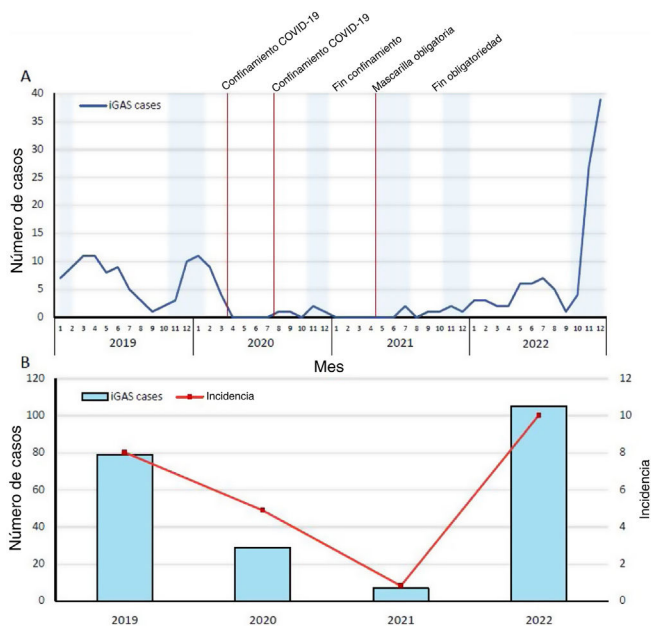 Confinamiento COVID-19
Confinamiento COVID-19
Fin confinamiento
Mascarilla obligatoria
Fin obligatoriedad
A
iGAS cases
Número de casos
40
35
30
25
20
15
10
5
0
1 2 3 4 5 6 7 8 9 10 11 12 1 2 3 4 5 6 7 8 9 10 11 12 1 2 3 4 5 6 7 8 9 10 11 12 1 2 3 4 5 6 7 8 9 10 11 12
2019 2020 2021 2022
Mes
B
iGAS cases Incidencia
Número de casos
120
100
80
60
40
20
0
12
10
8
6
4
2
0
Incidencia
2019 2020 2021 2022